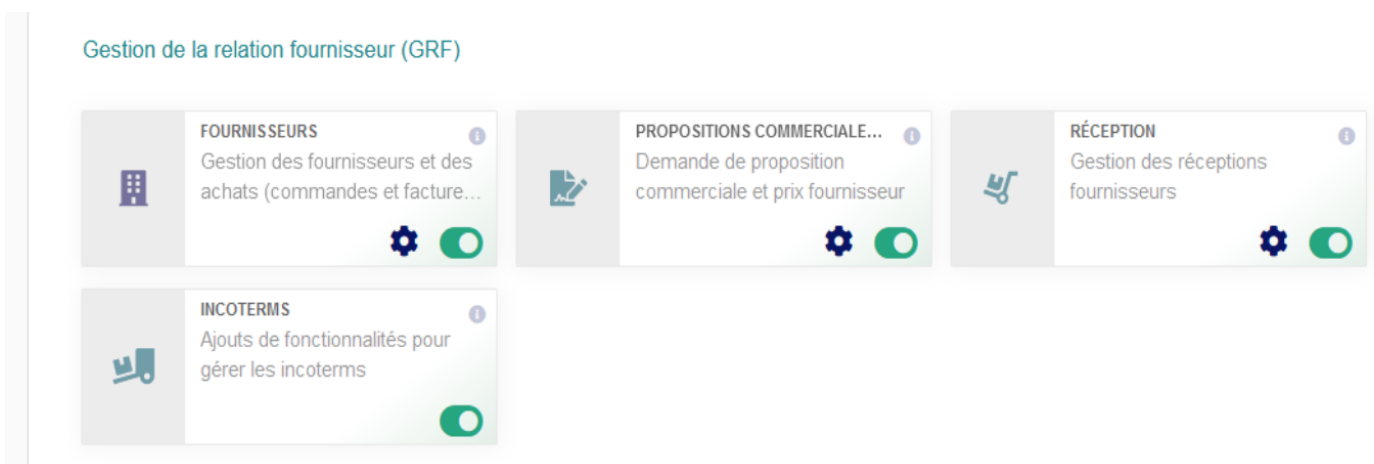 Gestion de la relation fournisseur (GRF)
FOURNISSEURS
Gestion des fournisseurs et des
achats (commandes et facture...
PROPOSITIONS COMMERCIALE...
Demande de proposition
commerciale et prix fournisseur
RÉCEPTION
Gestion des réceptions
fournisseurs
INCOTERMS
Ajouts de fonctionnalités pour
gérer les incoterms